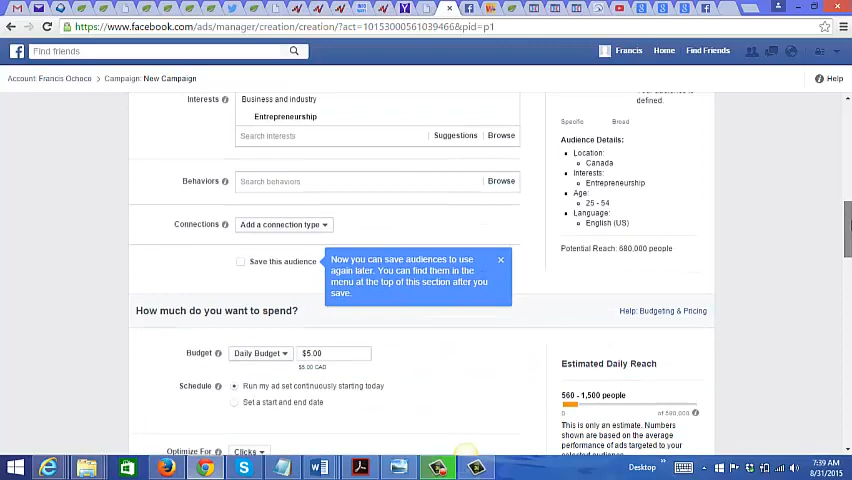 https://www.facebook.com/ads/manager/creation/creation/?act=10153000561039466&pid=p1
Find friends
Francis Home Find Friends
Account: Francis Ochoco Campaign: New Campaign Help
Interests Business and industry
Entrepreneurship
Search interests Suggestions Browse
Behaviors Search behaviors Browse
Connections Add a connection type
Save this audience
Now you can save audiences to use
again later. You can find them in the
menu at the top of this section after you
save.
defined.
Specific Broad
Audience Details:
Location:
Canada
Interests:
Entrepreneurship
Age:
25 - 54
Language:
English (US)
Potential Reach: 680,000 people
How much do you want to spend? Help: Budgeting & Pricing
Budget Daily Budget $5.00
$5.00 CAD
Schedule Run my ad set continuously starting today
Set a start and end date
Optimize For Clicks
Estimated Daily Reach
560 - 1,500 people
0 of 680,000
This is only an estimate. Numbers
shown are based on the average
performance of ads targeted to your
selected audience.
Desktop
7:39 AM
8/31/2015